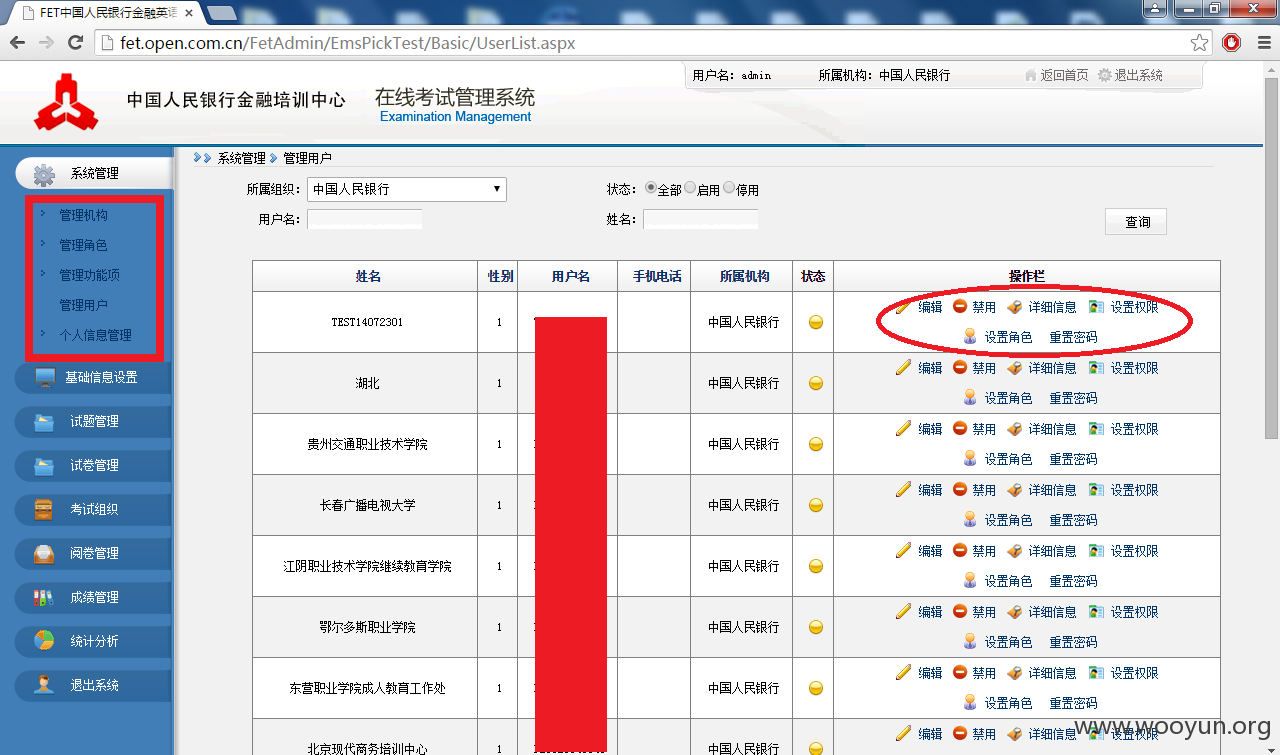 FET中国人民银行金融英语
fet.open.com.cn/FetAdmin/EmsPickTest/Basic/UserList.aspx
中国人民银行金融培训中心 在线考试管理系统
Examination Management
用户名：admin 所属机构：中国人民银行 返回首页 退出系统
系统管理
管理机构
管理角色
管理功能项
管理用户
个人信息管理
基础信息设置
试题管理
试卷管理
考试组织
阅卷管理
成绩管理
统计分析
退出系统
系统管理 管理用户
所属组织：中国人民银行 状态：全部 启用 停用
用户名： 姓名： 查询
姓名 性别 用户名 手机电话 所属机构 状态 操作栏
TEST14072301 1 中国人民银行 编辑 禁用 详细信息 设置权限
设置角色 重置密码
湖北 1 中国人民银行 编辑 禁用 详细信息 设置权限
设置角色 重置密码
贵州交通职业技术学院 1 中国人民银行 编辑 禁用 详细信息 设置权限
设置角色 重置密码
长春广播电视大学 1 中国人民银行 编辑 禁用 详细信息 设置权限
设置角色 重置密码
江阴职业技术学院继续教育学院 1 中国人民银行 编辑 禁用 详细信息 设置权限
设置角色 重置密码
鄂尔多斯职业学院 1 中国人民银行 编辑 禁用 详细信息 设置权限
设置角色 重置密码
东营职业学院成人教育工作处 1 中国人民银行 编辑 禁用 详细信息 设置权限
设置角色 重置密码
北京现代商务培训中心 1 中国人民银行 编辑 禁用 详细信息 设置权限
www.wooyun.org